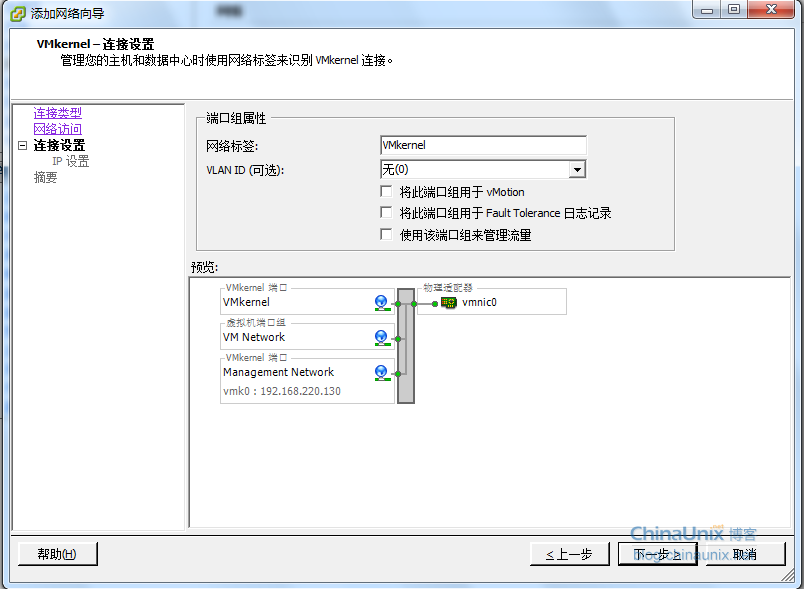 添加网络向导
VMkernel – 连接设置
管理您的主机和数据中心时使用网络标签来识别 VMkernel 连接。
连接类型
网络访问
连接设置
IP 设置
摘要
端口组属性
网络标签:
VMkernel
VLAN ID (可选):
无(0)
将此端口组用于 vMotion
将此端口组用于 Fault Tolerance 日志记录
使用该端口组来管理流量
预览:
VMkernel 端口
VMkernel
物理适配器
vmnic0
虚拟机端口组
VM Network
VMkernel 端口
Management Network
vmk0 : 192.168.220.130
ChinaUnix.net 博客
blog.chinaunix.net
帮助(H)
< 上一步
下一步 >
取消